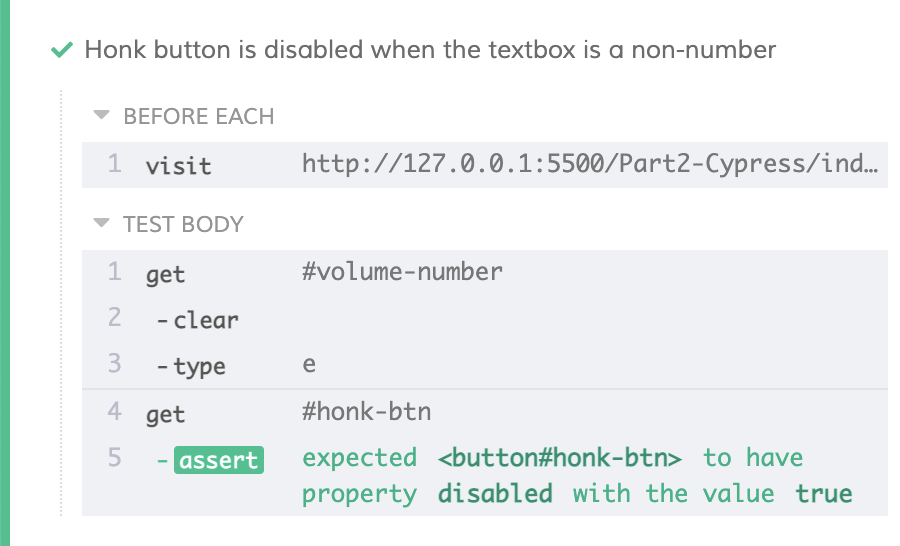 Honk button is disabled when the textbox is a non-number
BEFORE EACH
1 visit http://127.0.0.1:5500/Part2-Cypress/ind…
TEST BODY
1 get #volume-number
2 -clear
3 -type e
4 get #honk-btn
5 -assert expected <button#honk-btn> to have
property disabled with the value true